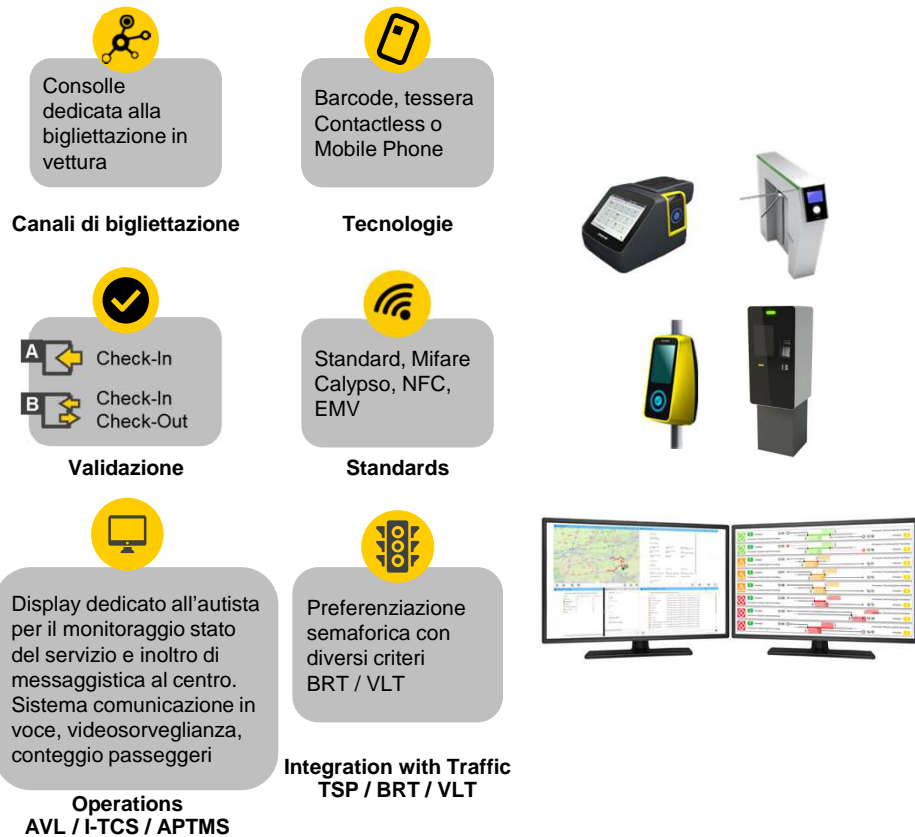 Consolle
dedicata alla
bigliettazione in
vettura
Canali di bigliettazione
Barcode, tessera
Contactless o
Mobile Phone
Tecnologie
A Check-In
B Check-In
Check-Out
Validazione
Standard, Mifare
Calypso, NFC,
EMV
Standards
Display dedicato all'autista
per il monitoraggio stato
del servizio e inoltro di
messaggistica al centro.
Sistema comunicazione in
voce, videosorveglianza,
conteggio passeggeri
Operations
AVL / I-TCS / APTMS
Preferenziazione
semaforica con
diversi criteri
BRT / VLT
Integration with Traffic
TSP / BRT / VLT